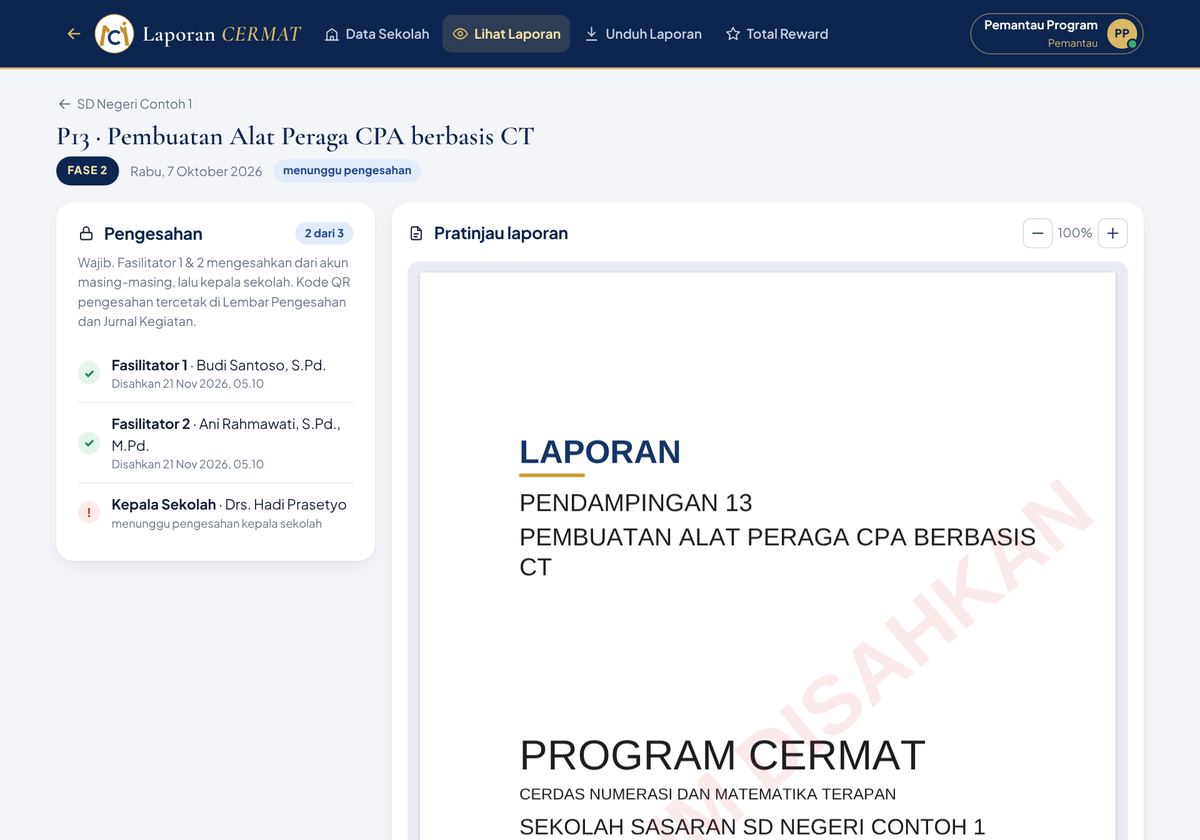 Laporan CERMAT
Data Sekolah
Lihat Laporan
Unduh Laporan
Total Reward
Pemantau Program
Pemantau
PP
SD Negeri Contoh 1
P13 · Pembuatan Alat Peraga CPA berbasis CT
FASE 2
Rabu, 7 Oktober 2026
menunggu pengesahan
Pengesahan
2 dari 3
Wajib. Fasilitator 1 & 2 mengesahkan dari akun
masing-masing, lalu kepala sekolah. Kode QR
pengesahan tercetak di Lembar Pengesahan
dan Jurnal Kegiatan.
Fasilitator 1 · Budi Santoso, S.Pd.
Disahkan 21 Nov 2026, 05.10
Fasilitator 2 · Ani Rahmawati, S.Pd.,
M.Pd.
Disahkan 21 Nov 2026, 05.10
! Kepala Sekolah · Drs. Hadi Prasetyo
menunggu pengesahan kepala sekolah
Pratinjau laporan
100%
LAPORAN
PENDAMPINGAN 13
PEMBUATAN ALAT PERAGA CPA BERBASIS
CT
DISAHKAN
PROGRAM CERMAT
CERDAS NUMERASI DAN MATEMATIKA TERAPAN
SEKOLAH SASARAN SD NEGERI CONTOH 1